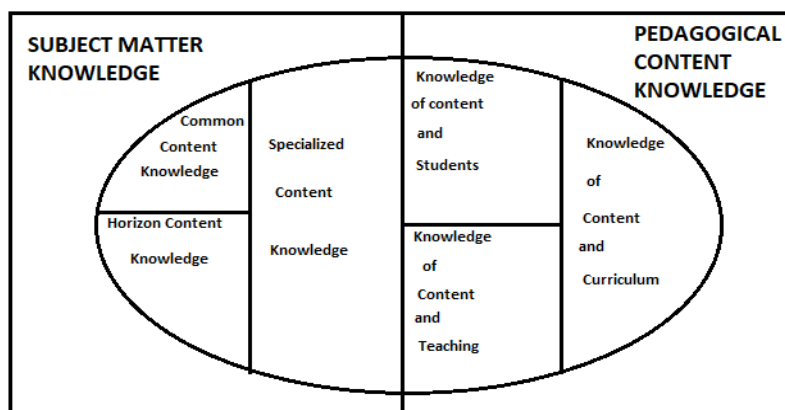 SUBJECT MATTER
KNOWLEDGE
PEDAGOGICAL
CONTENT
KNOWLEDGE
Common
Content
Knowledge
Horizon Content
Knowledge
Specialized
Content
Knowledge
Knowledge
of content
and
Students
Knowledge
of
Content
and
Teaching
Knowledge
of
Content
and
Curriculum